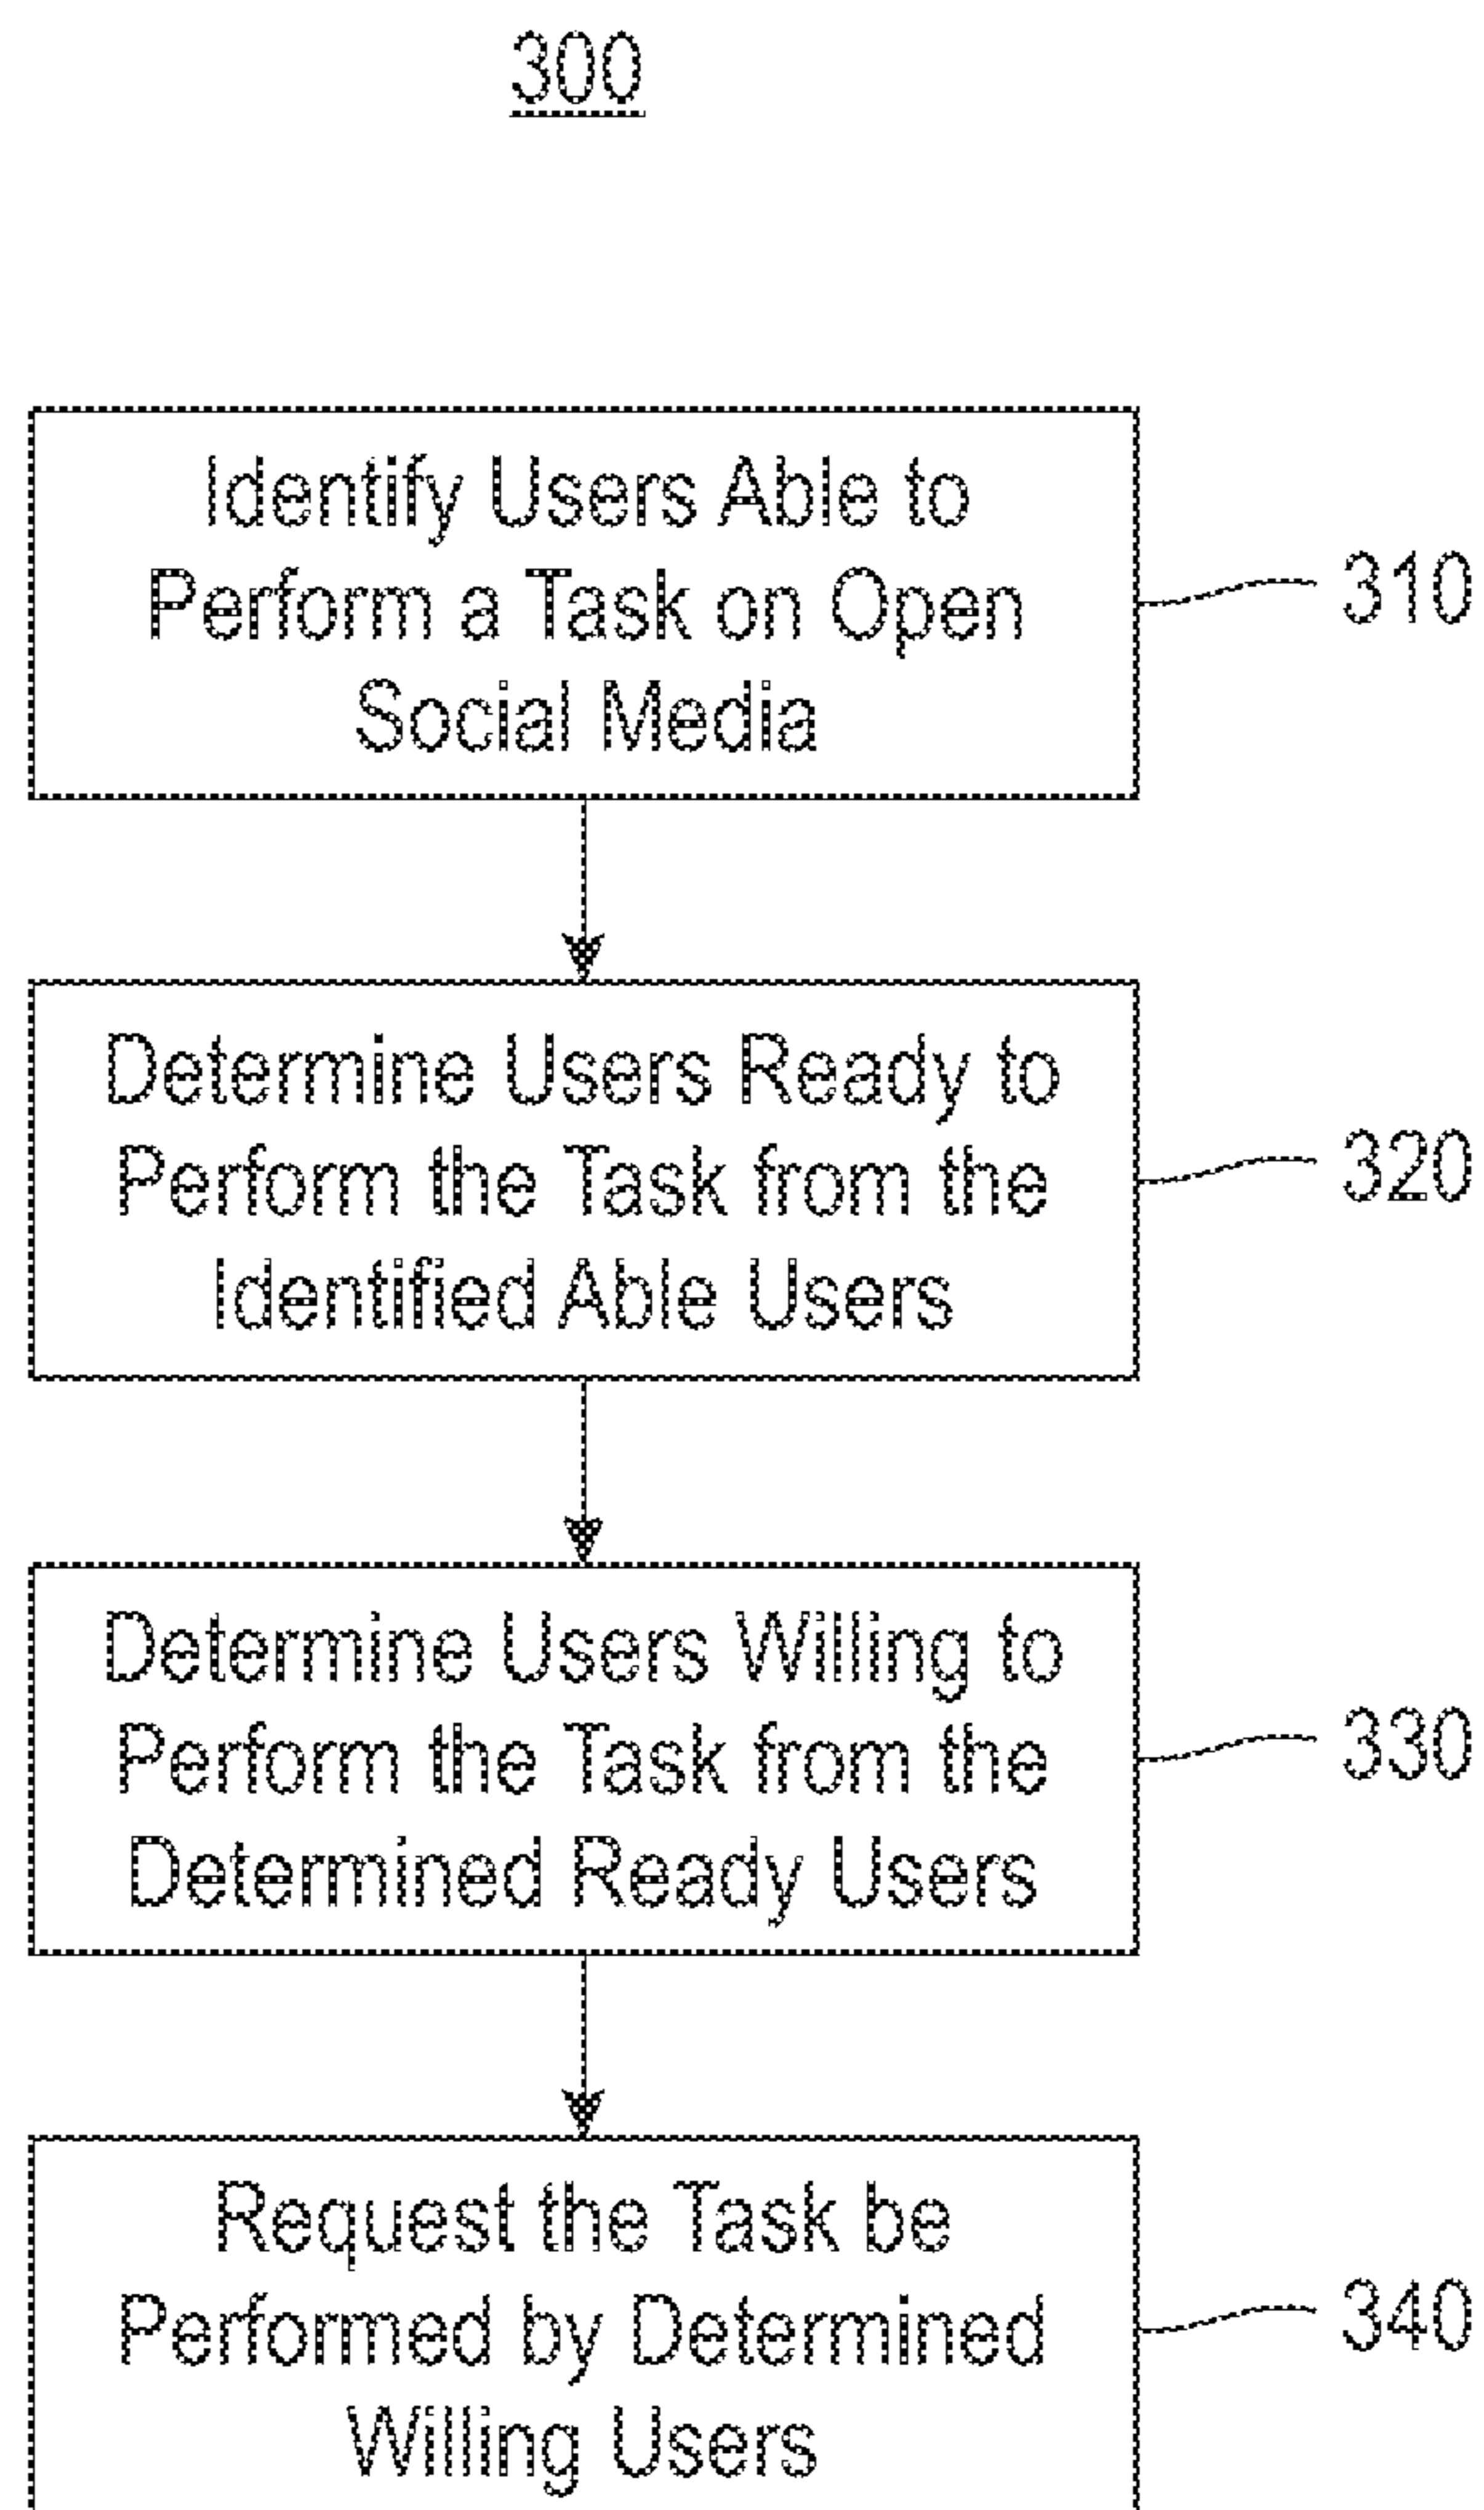 300
Identify Users Able to
Perform a Task on Open
Social Media
310
Determine Users Ready to
Perform the Task from the
Identified Able Users
320
Determine Users Willing to
Perform the Task from the
Determined Ready Users
330
Request the Task be
Performed by Determined
Willing Users
340